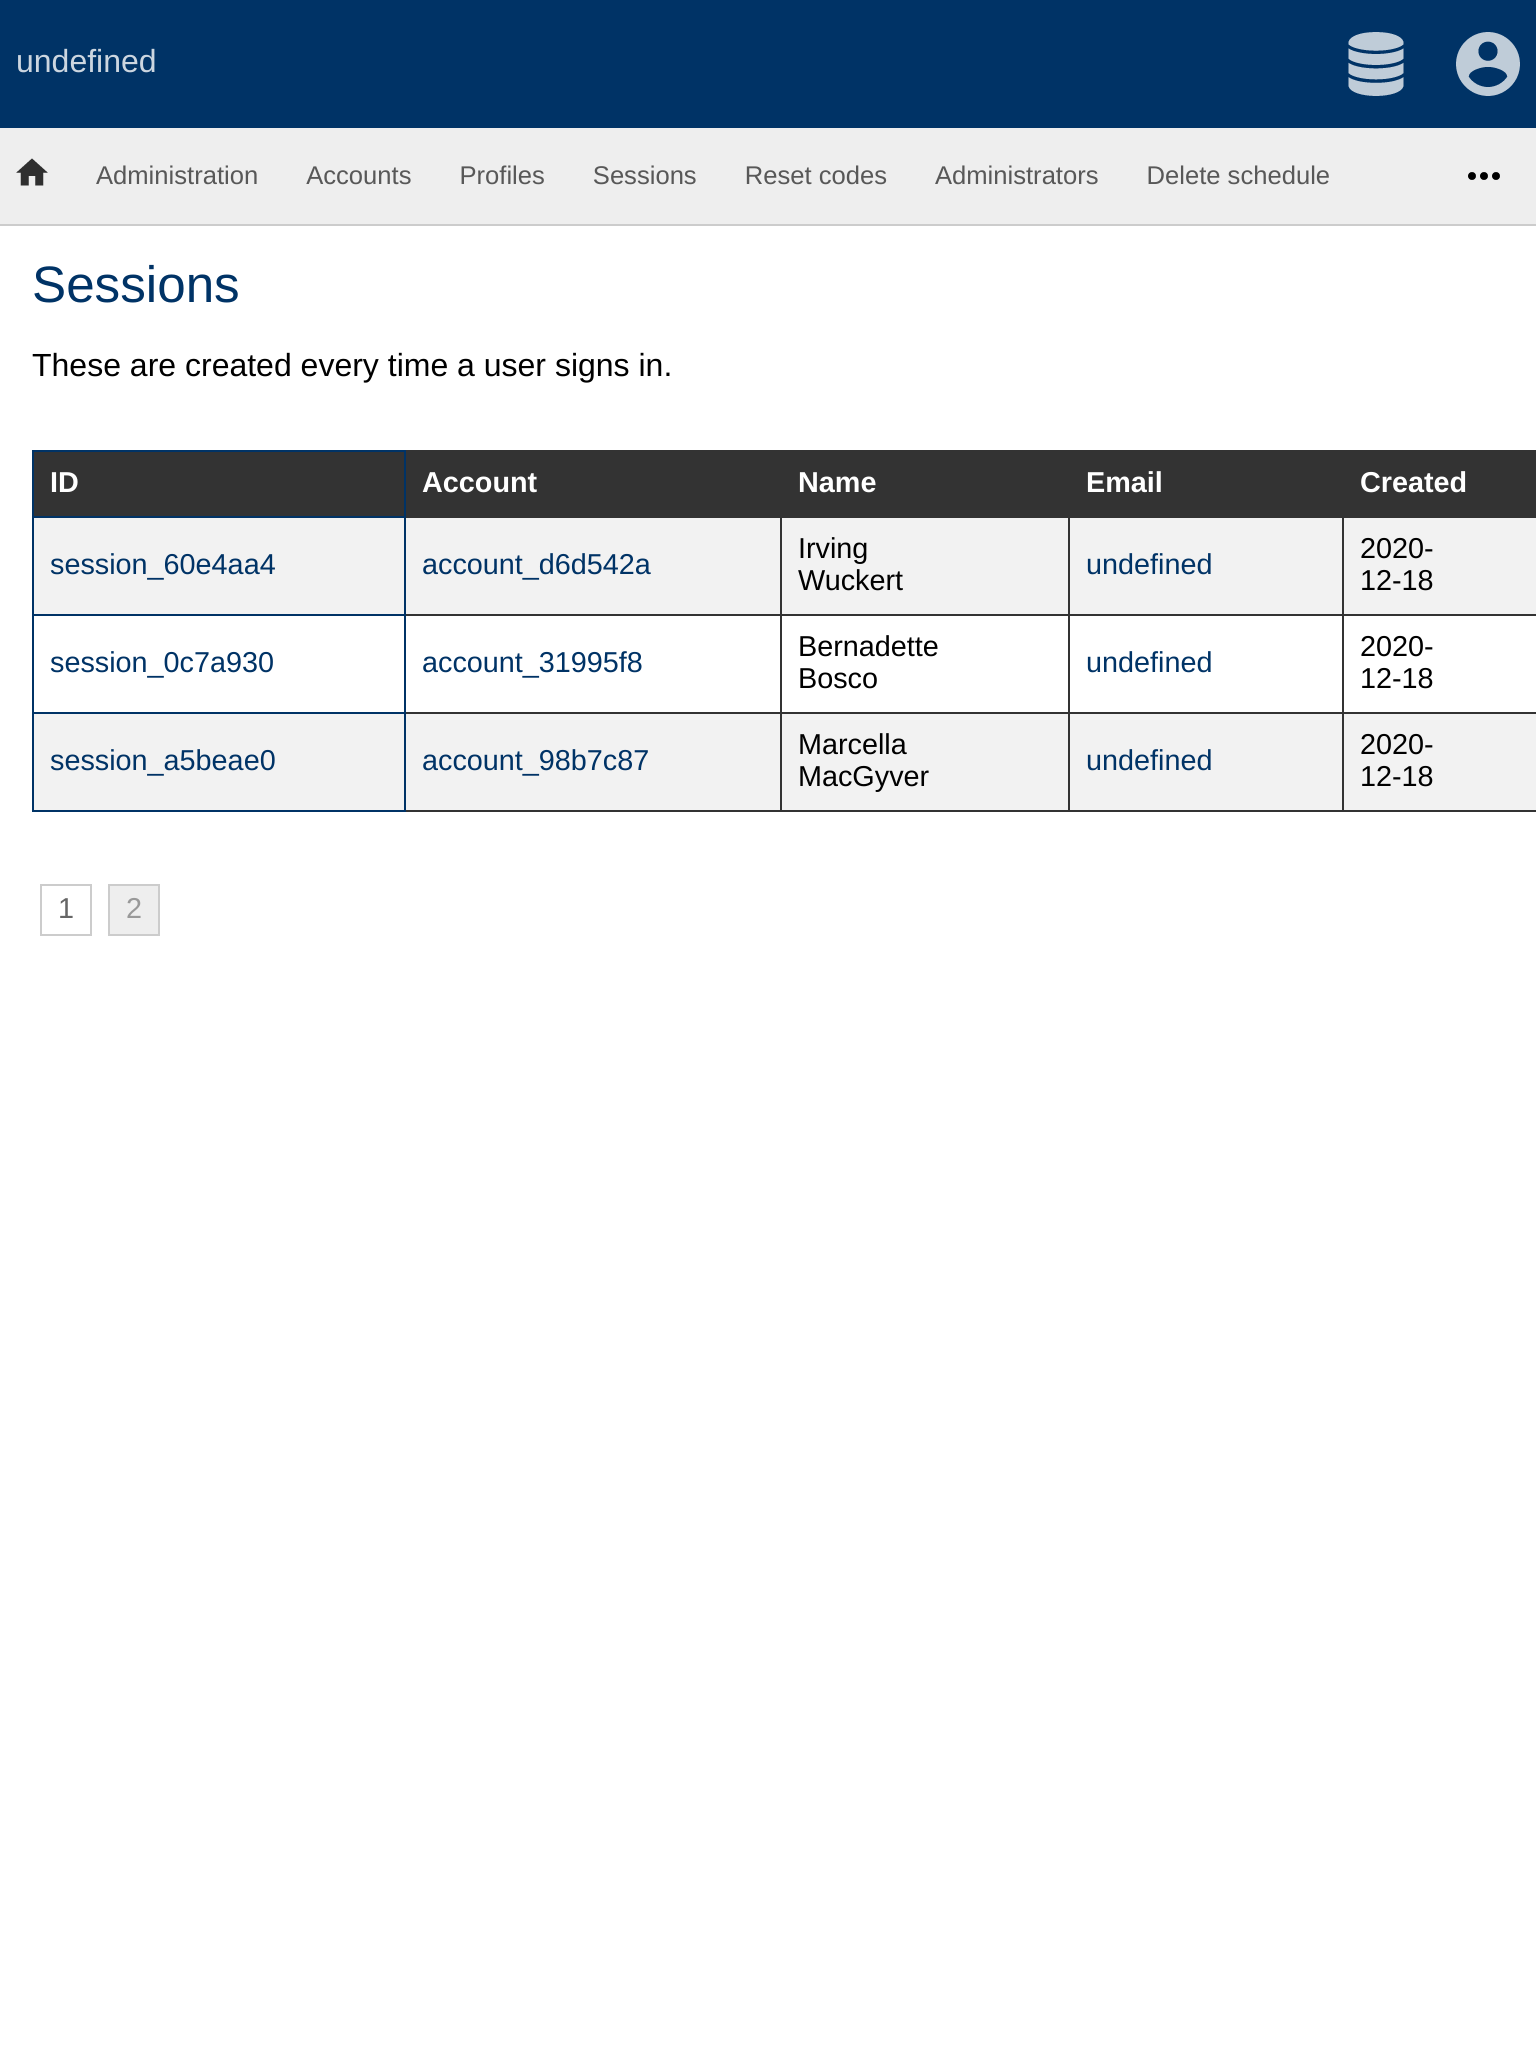 undefined
Administration Accounts Profiles Sessions Reset codes Administrators Delete schedule
Sessions
These are created every time a user signs in.
ID Account Name Email Created
session_60e4aa4 account_d6d542a Irving Wuckert undefined 2020-12-18
session_0c7a930 account_31995f8 Bernadette Bosco undefined 2020-12-18
session_a5beae0 account_98b7c87 Marcella MacGyver undefined 2020-12-18
1 2